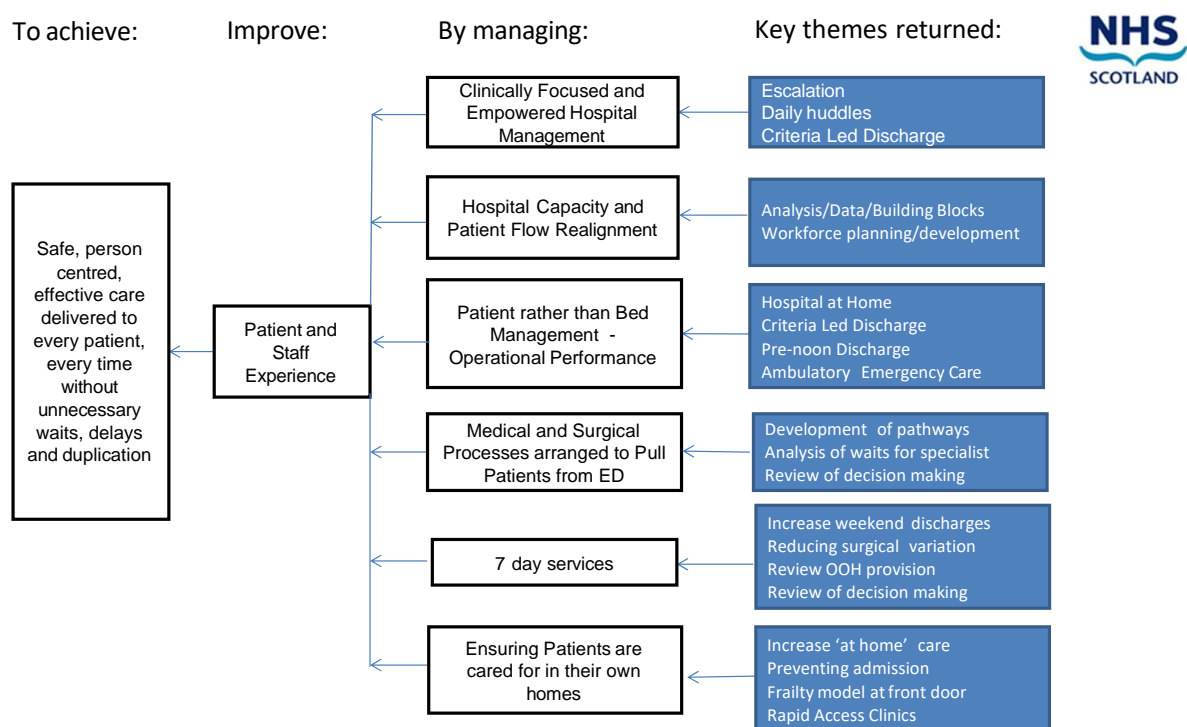 To achieve:
Improve:
By managing:
Key themes returned:
NHS
SCOTLAND
Safe, person
centred,
effective care
delivered to
every patient,
every time
without
unnecessary
waits, delays
and duplication
Patient and
Staff
Experience
Clinically Focused and
Empowered Hospital
Management
Escalation
Daily huddles
Criteria Led Discharge
Hospital Capacity and
Patient Flow Realignment
Analysis/Data/Building Blocks
Workforce planning/development
Patient rather than Bed
Management -
Operational Performance
Hospital at Home
Criteria Led Discharge
Pre-noon Discharge
Ambulatory Emergency Care
Medical and Surgical
Processes arranged to Pull
Patients from ED
Development of pathways
Analysis of waits for specialist
Review of decision making
7 day services
Increase weekend discharges
Reducing surgical variation
Review OOH provision
Review of decision making
Ensuring Patients are
cared for in their own
homes
Increase ‘at home’ care
Preventing admission
Frailty model at front door
Rapid Access Clinics